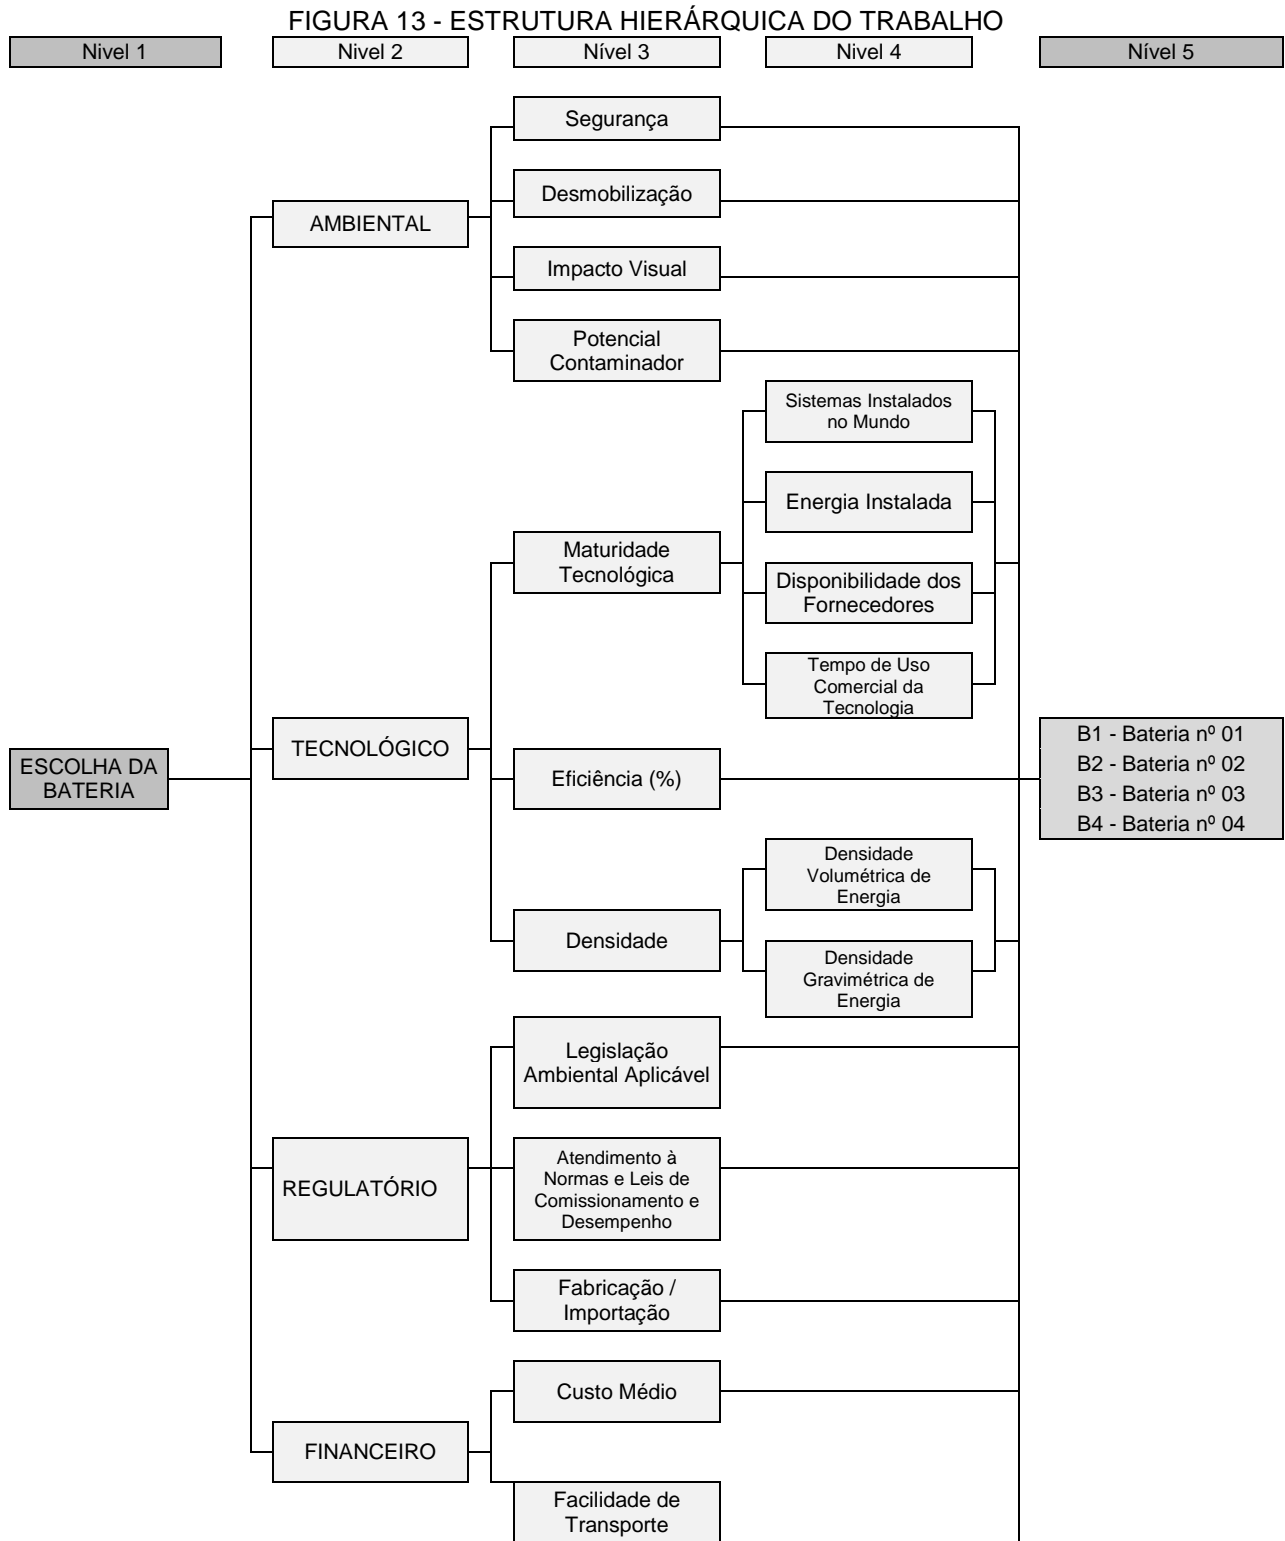 FIGURA 13 - ESTRUTURA HIERÁRQUICA DO TRABALHO
Nivel 1
Nivel 2
Nível 3
Nível 4
Nível 5
Segurança
Desmobilização
AMBIENTAL
Impacto Visual
Potencial
Contaminador
Sistemas Instalados
no Mundo
Energia Instalada
Maturidade
Tecnológica
Disponibilidade dos
Fornecedores
Tempo de Uso
Comercial da
Tecnologia
TECNOLÓGICO
ESCOLHA DA
BATERIA
Eficiência (%)
B1 - Bateria nº 01
B2 - Bateria nº 02
B3 - Bateria nº 03
B4 - Bateria nº 04
Densidade
Volumétrica de
Energia
Densidade
Densidade
Gravimétrica de
Energia
Legislação
Ambiental Aplicável
REGULATÓRIO
Atendimento à
Normas e Leis de
Comissionamento e
Desempenho
Fabricação /
Importação
Custo Médio
FINANCEIRO
Facilidade de
Transporte